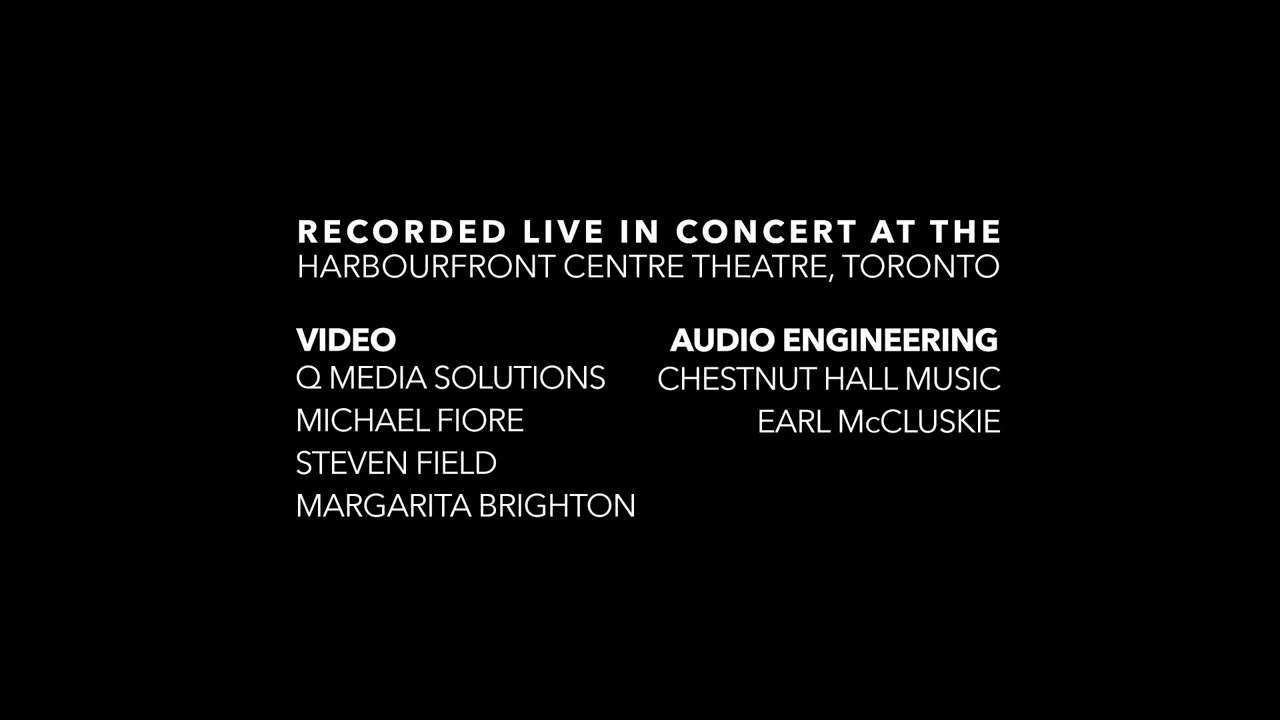 RECORDED LIVE IN CONCERT AT THE
HARBOURFRONT CENTRE THEATRE, TORONTO
VIDEO
Q MEDIA SOLUTIONS
MICHAEL FIORE
STEVEN FIELD
MARGARITA BRIGHTON
AUDIO ENGINEERING
CHESTNUT HALL MUSIC
EARL McCLUSKIE